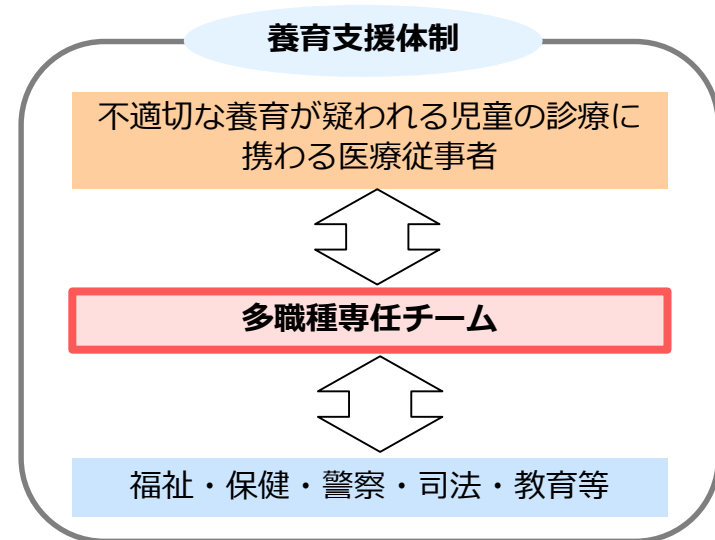 養育支援体制
不適切な養育が疑われる児童の診療に
携わる医療従事者
多職種専任チーム
福祉・保健・警察・司法・教育等